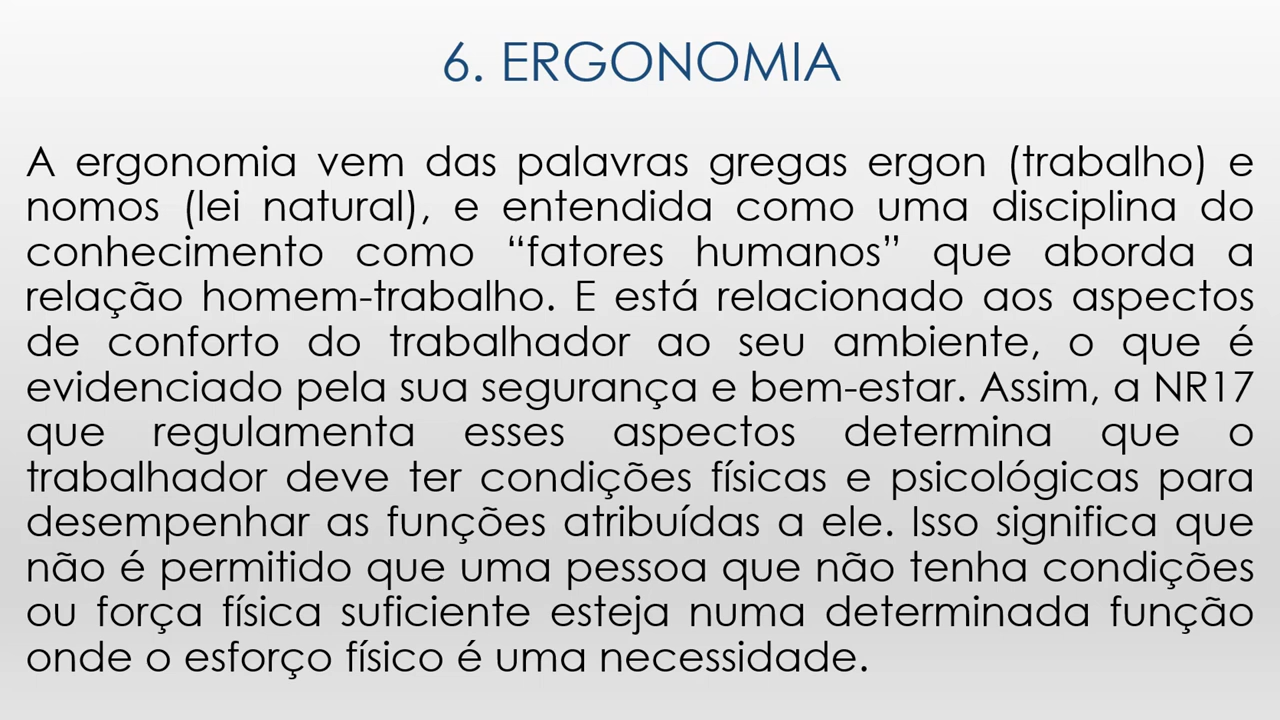 6. ERGONOMIA
A ergonomia vem das palavras gregas ergon (trabalho) e
nomos (lei natural), e entendida como uma disciplina do
conhecimento como “fatores humanos” que aborda a
relação homem-trabalho. E está relacionado aos aspectos
de conforto do trabalhador ao seu ambiente, o que é
evidenciado pela sua segurança e bem-estar. Assim, a NR17
que regulamenta esses aspectos determina que o
trabalhador deve ter condições físicas e psicológicas para
desempenhar as funções atribuídas a ele. Isso significa que
não é permitido que uma pessoa que não tenha condições
ou força física suficiente esteja numa determinada função
onde o esforço físico é uma necessidade.